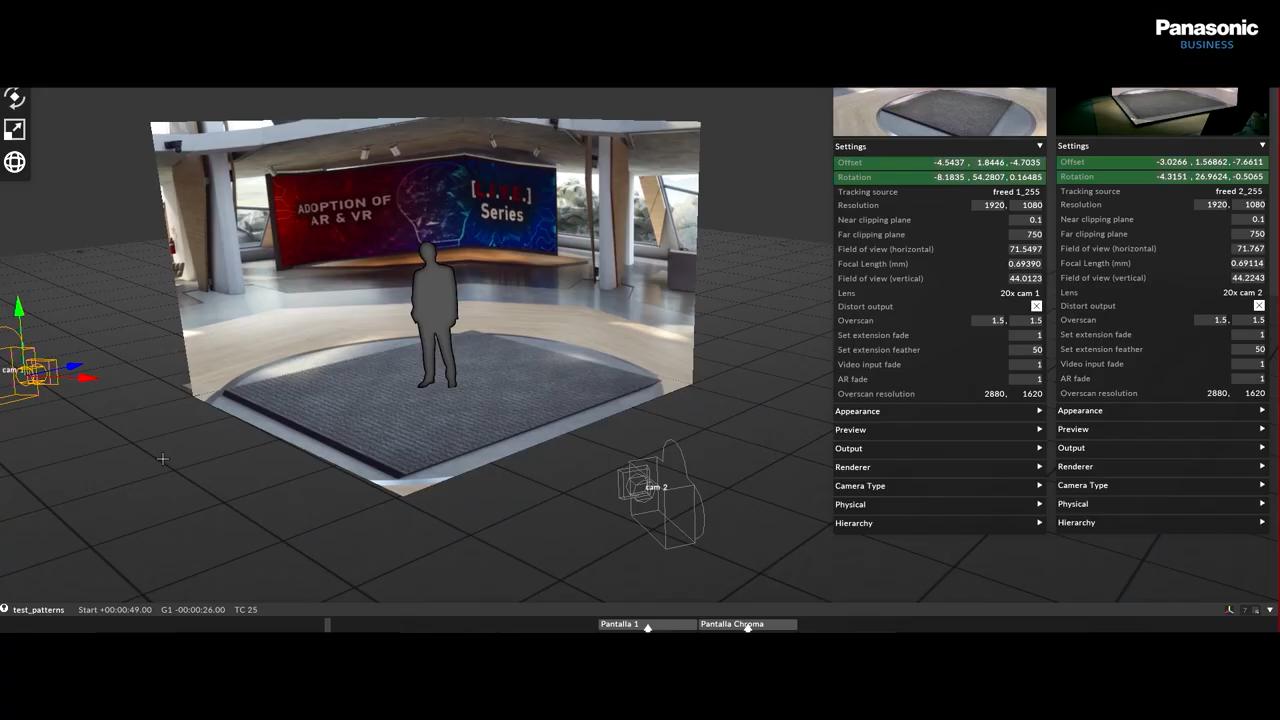 Panasonic
BUSINESS
ADOPTION OF
AR & VR
[L.I.V.E.]
Series
cam
cam 2
Settings
Offset -4.5437, 1.8446, -4.7035
Rotation -8.1835, 54.2807, 0.16485
Tracking source freed 1_255
Resolution 1920, 1080
Near clipping plane 0.1
Far clipping plane 750
Field of view (horizontal) 71.5497
Focal Length (mm) 0.69390
Field of view (vertical) 44.0123
Lens 20x cam 1
Distort output
Overscan 1.5, 1.5
Set extension fade 1
Set extension feather 50
Video input fade 1
AR fade 1
Overscan resolution 2880, 1620
Appearance
Preview
Output
Renderer
Camera Type
Physical
Hierarchy
Settings
Offset -3.0266, 1.56862, -7.6611
Rotation -4.3151, 26.9624, -0.5065
Tracking source freed 2_255
Resolution 1920, 1080
Near clipping plane 0.1
Far clipping plane 750
Field of view (horizontal) 71.767
Focal Length (mm) 0.69114
Field of view (vertical) 44.2243
Lens 20x cam 2
Distort output
Overscan 1.5, 1.5
Set extension fade 1
Set extension feather 50
Video input fade 1
AR fade 1
Overscan resolution 2880, 1620
Appearance
Preview
Output
Renderer
Camera Type
Physical
Hierarchy
test_patterns Start +00:00:49.00 G1 -00:00:26.00 TC 25
Pantalla 1 Pantalla Chroma